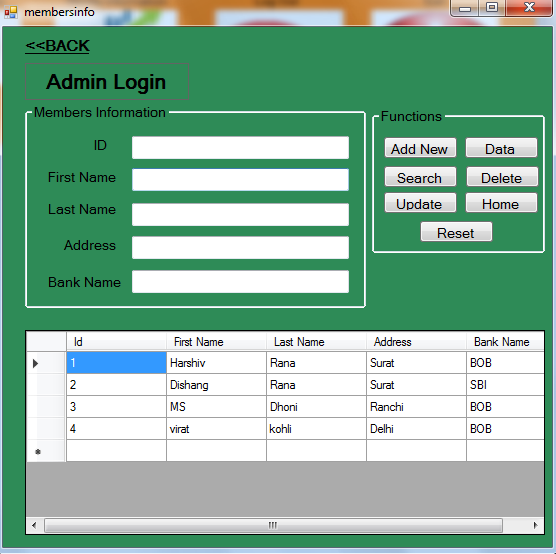 membersinfo
<<BACK
Admin Login
Members Information
ID
First Name
Last Name
Address
Bank Name
Functions
Add New Data
Search Delete
Update Home
Reset
Id First Name Last Name Address Bank Name
1 Harshiv Rana Surat BOB
2 Dishang Rana Surat SBI
3 MS Dhoni Ranchi BOB
4 virat kohli Delhi BOB